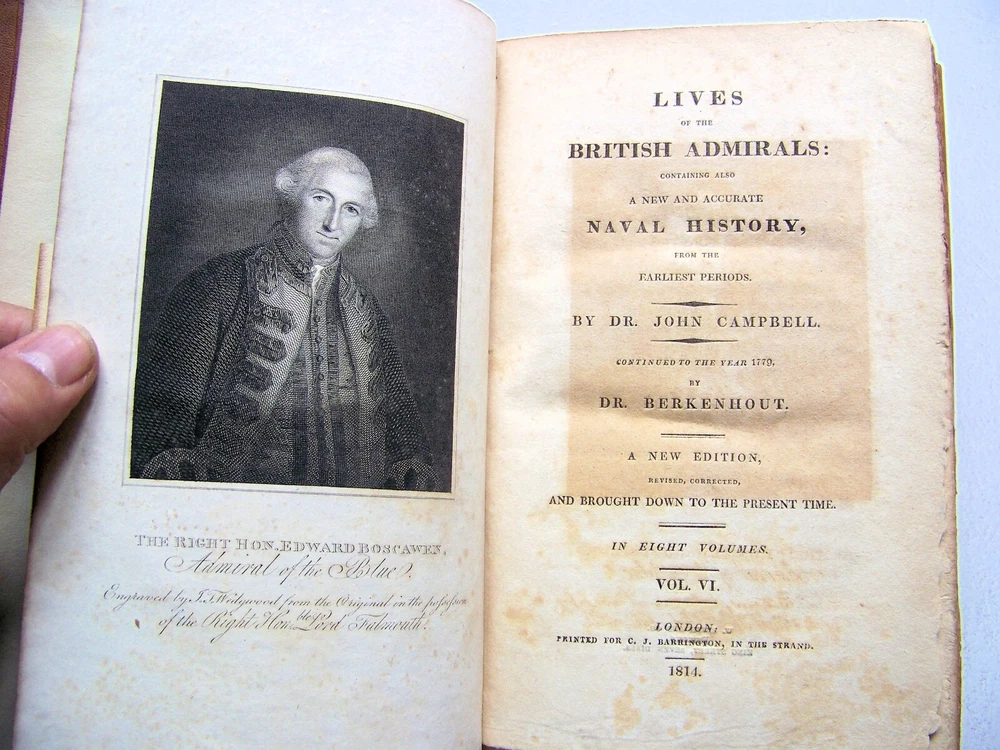 THE RIGHT HON. EDWARD BOSCAWEN,
Admiral of the Blue.
Engraved by J. J. Wedgwood from the Original in the possession
of the Right Hon.ble Lord Falmouth.
LIVES
OF THE
BRITISH ADMIRALS:
CONTAINING ALSO
A NEW AND ACCURATE
NAVAL HISTORY,
FROM THE
EARLIEST PERIODS.
BY DR. JOHN CAMPBELL.
CONTINUED TO THE YEAR 1779,
BY
DR. BERKENHOUT.
A NEW EDITION,
REVISED, CORRECTED,
AND BROUGHT DOWN TO THE PRESENT TIME.
IN EIGHT VOLUMES.
VOL. VI.
LONDON:
PRINTED FOR C. J. BARRINGTON, IN THE STRAND.
1814.